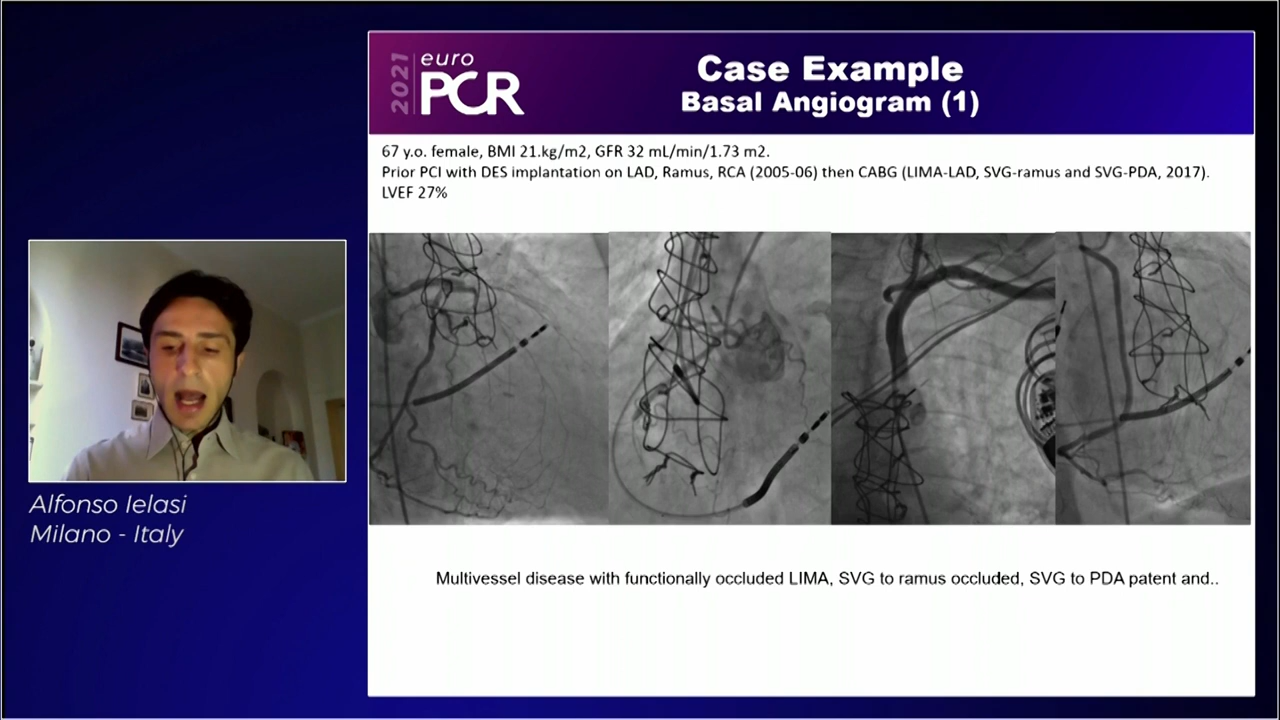 2021
euro
PCR
Case Example
Basal Angiogram (1)
67 y.o. female, BMI 21.kg/m2, GFR 32 mL/min/1.73 m2.
Prior PCI with DES implantation on LAD, Ramus, RCA (2005-06) then CABG (LIMA-LAD, SVG-ramus and SVG-PDA, 2017).
LVEF 27%
Alfonso Ielasi
Milano - Italy
Multivessel disease with functionally occluded LIMA, SVG to ramus occluded, SVG to PDA patent and..